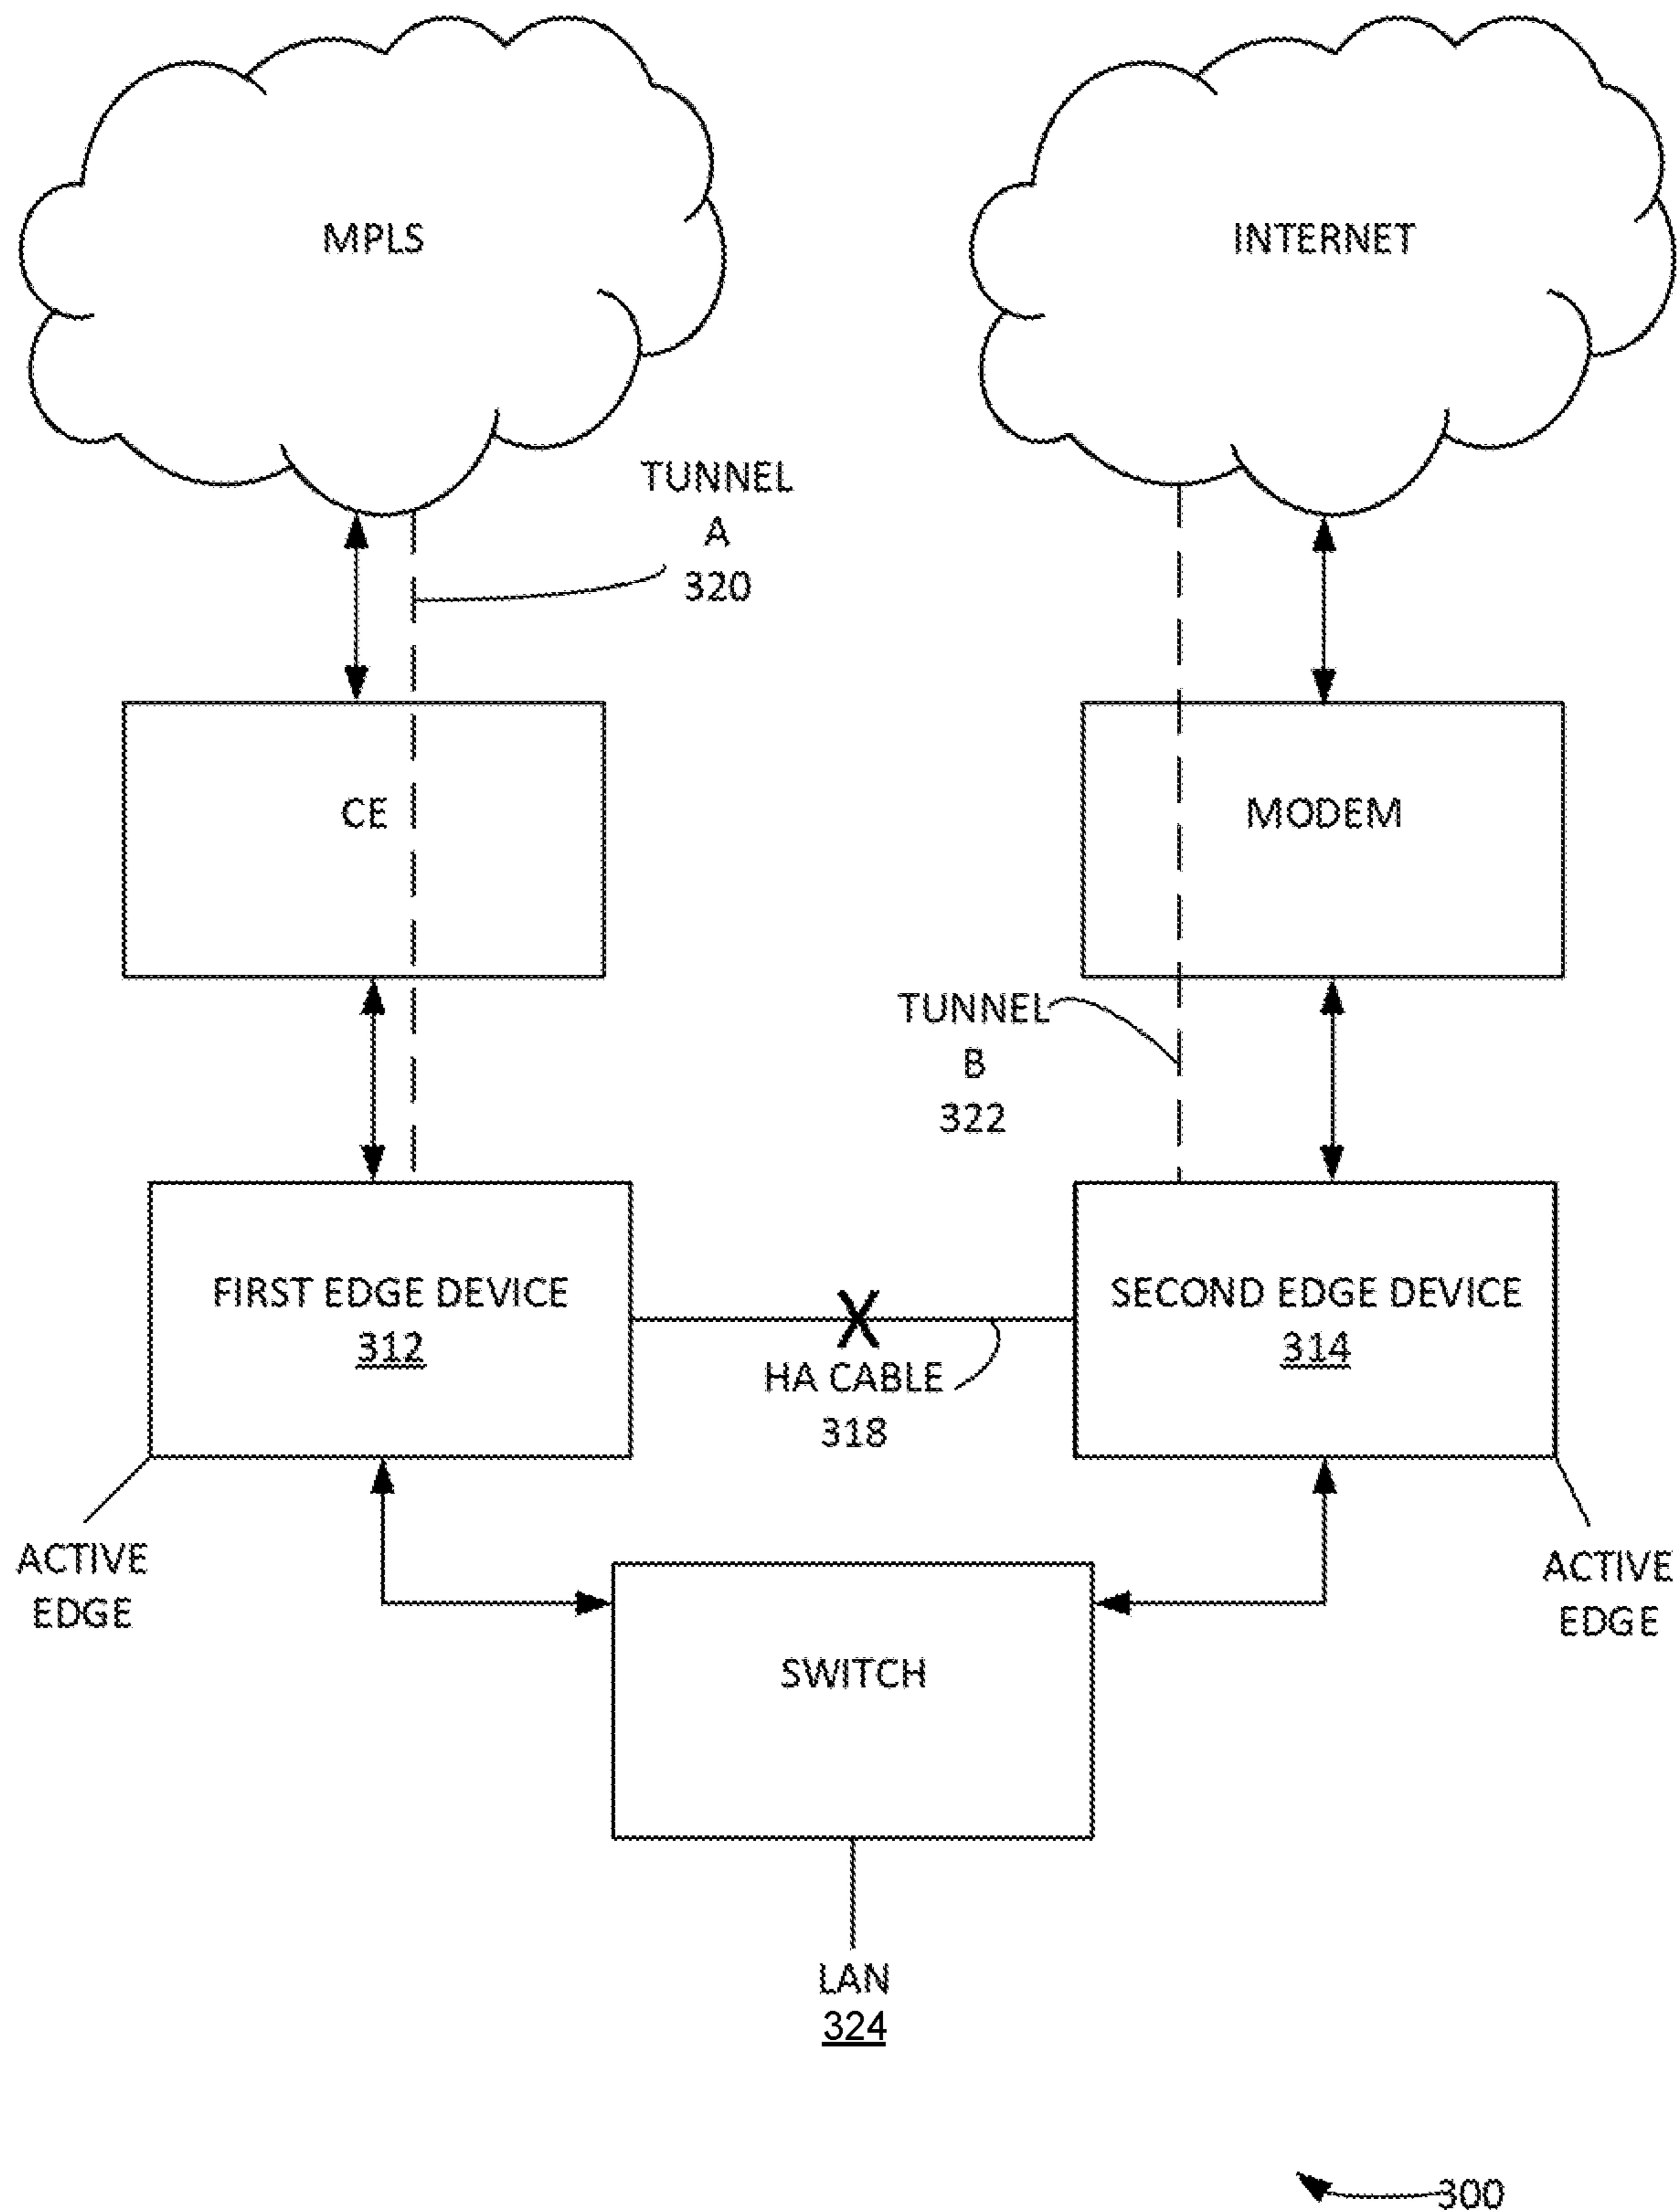 MPLS
INTERNET
TUNNEL
A
320
CE
MODEM
TUNNEL
B
322
FIRST EDGE DEVICE
312
X
HA CABLE
318
SECOND EDGE DEVICE
314
ACTIVE
EDGE
ACTIVE
EDGE
SWITCH
LAN
324
300